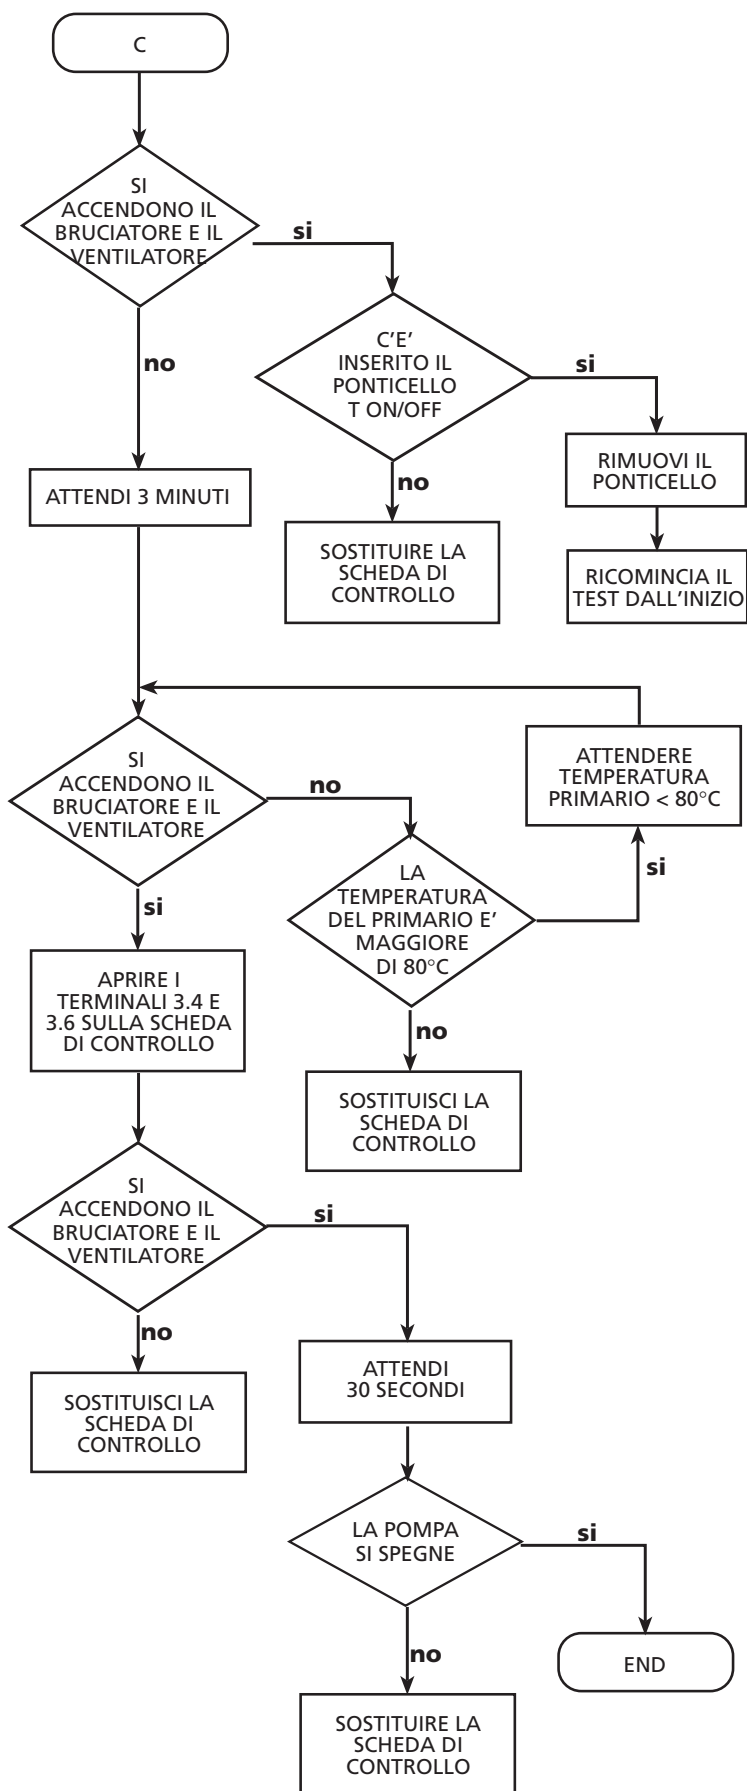 C
SI
ACCENDONO IL
BRUCIATORE E IL
VENTILATORE
si
no
C'E'
INSERITO IL
PONTICELLO
T ON/OFF
si
no
RIMUOVI IL
PONTICELLO
ATTENDI 3 MINUTI
SOSTITUIRE LA
SCHEDA DI
CONTROLLO
RICOMINCIA IL
TEST DALL'INIZIO
SI
ACCENDONO IL
BRUCIATORE E IL
VENTILATORE
no
si
ATTENDERE
TEMPERATURA
PRIMARIO < 80°C
LA
TEMPERATURA
DEL PRIMARIO E'
MAGGIORE
DI 80°C
si
no
APRIRE I
TERMINALI 3.4 E
3.6 SULLA SCHEDA
DI CONTROLLO
SOSTITUISCI LA
SCHEDA DI
CONTROLLO
SI
ACCENDONO IL
BRUCIATORE E IL
VENTILATORE
si
no
SOSTITUISCI LA
SCHEDA DI
CONTROLLO
ATTENDI
30 SECONDI
LA POMPA
SI SPEGNE
si
no
END
SOSTITUIRE LA
SCHEDA DI
CONTROLLO